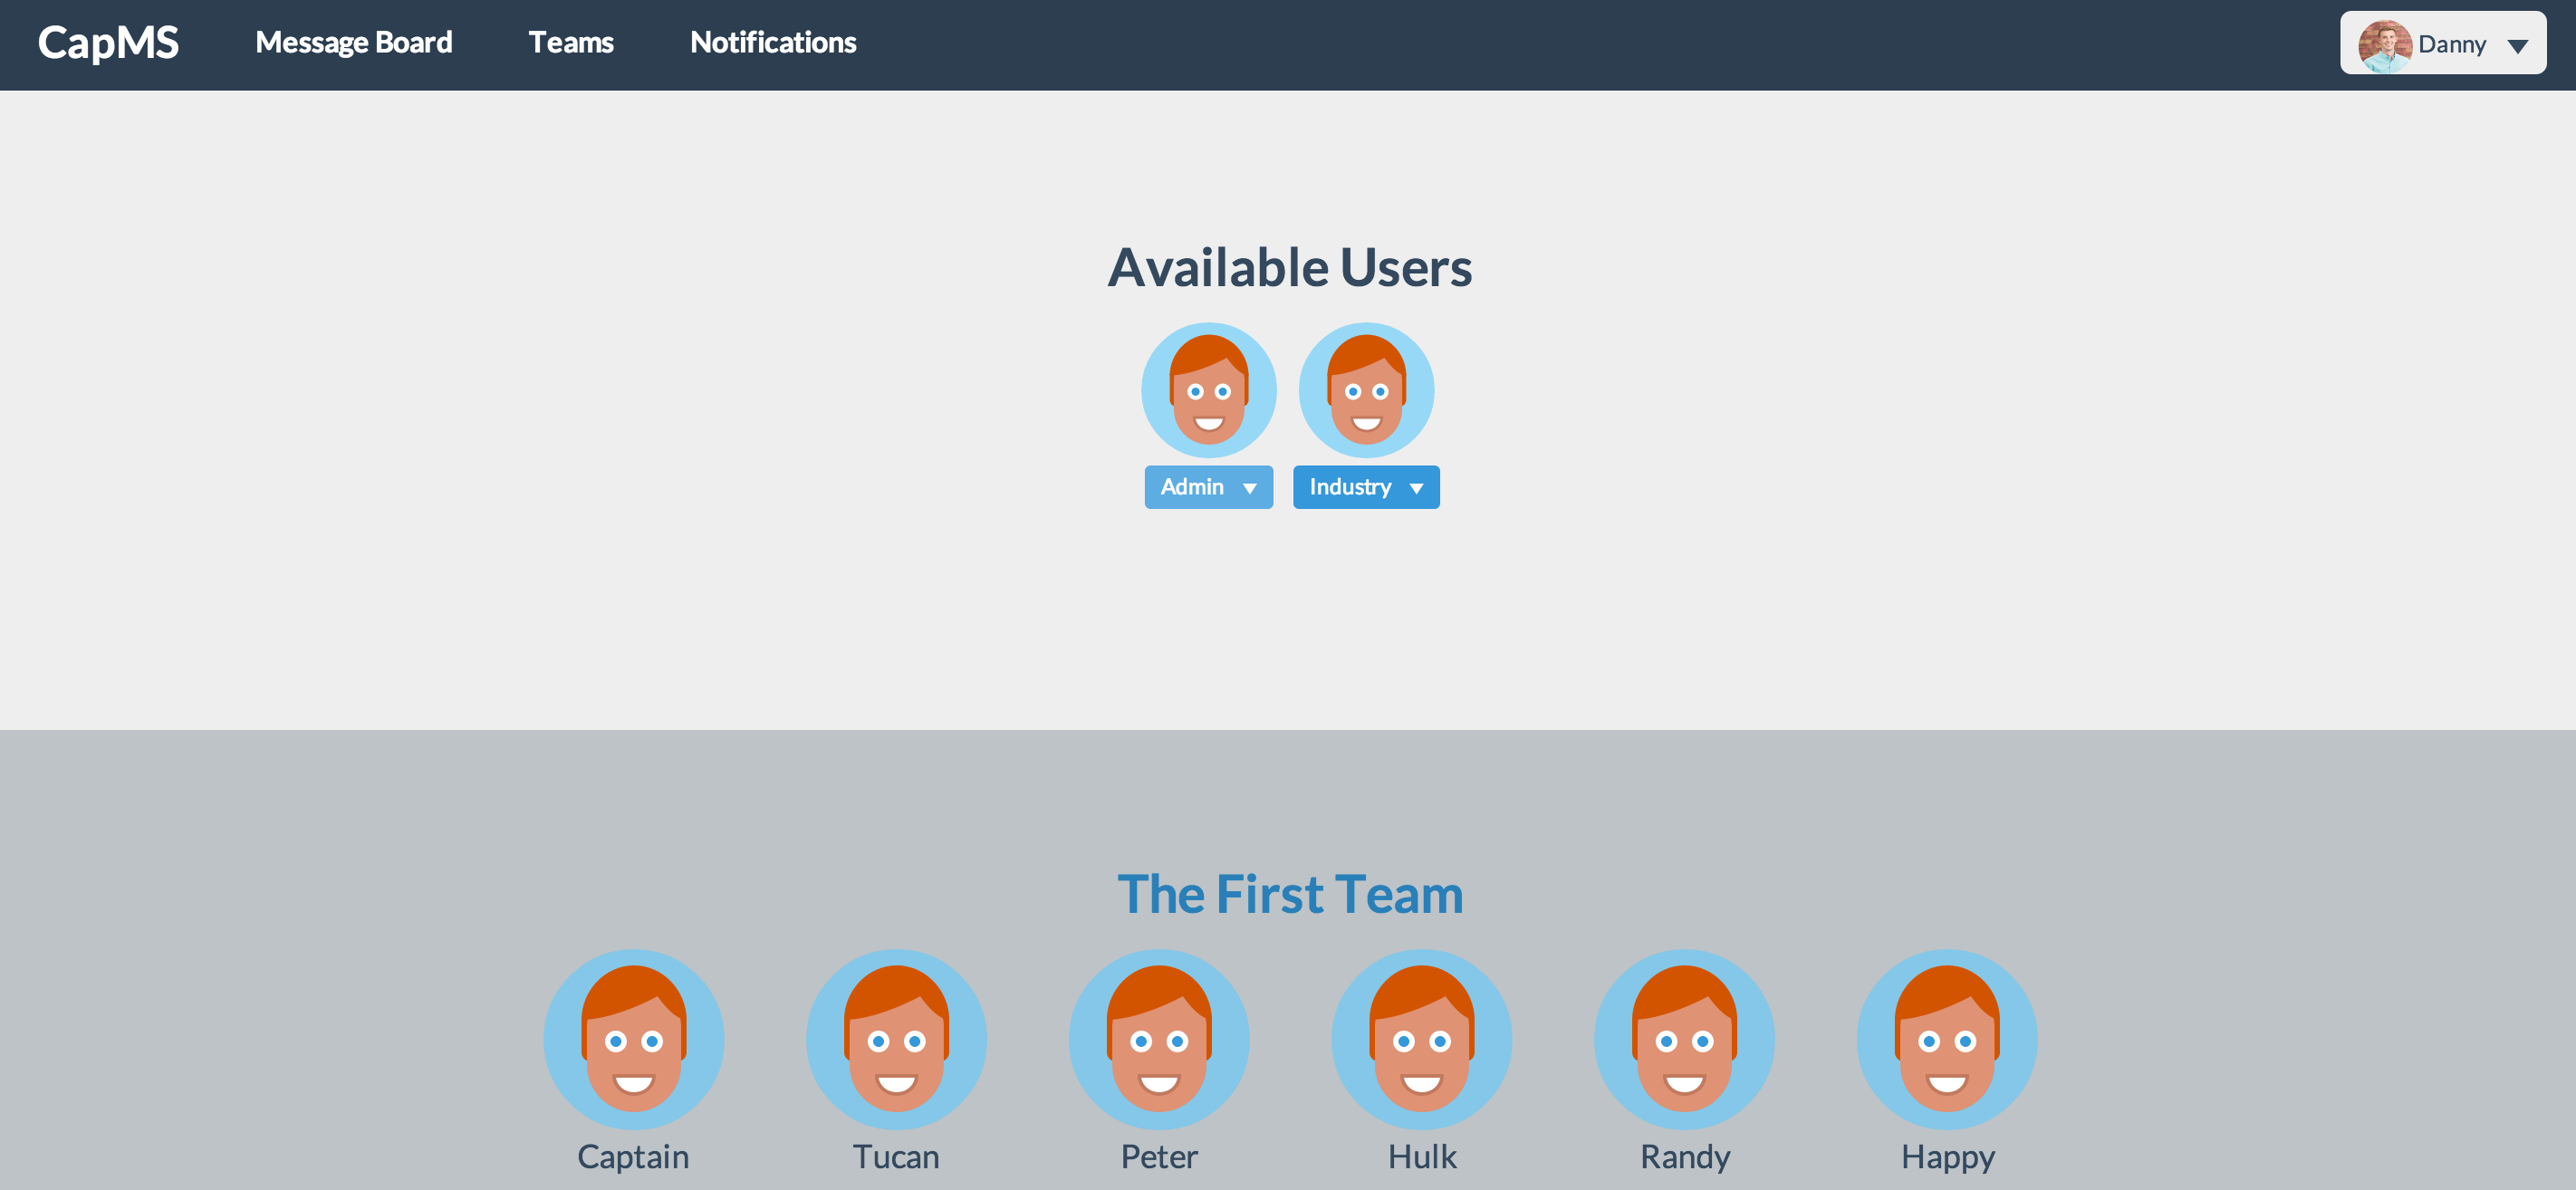 CapMS Message Board Teams Notifications Danny
Available Users
Admin Industry
The First Team
Captain Tucan Peter Hulk Randy Happy